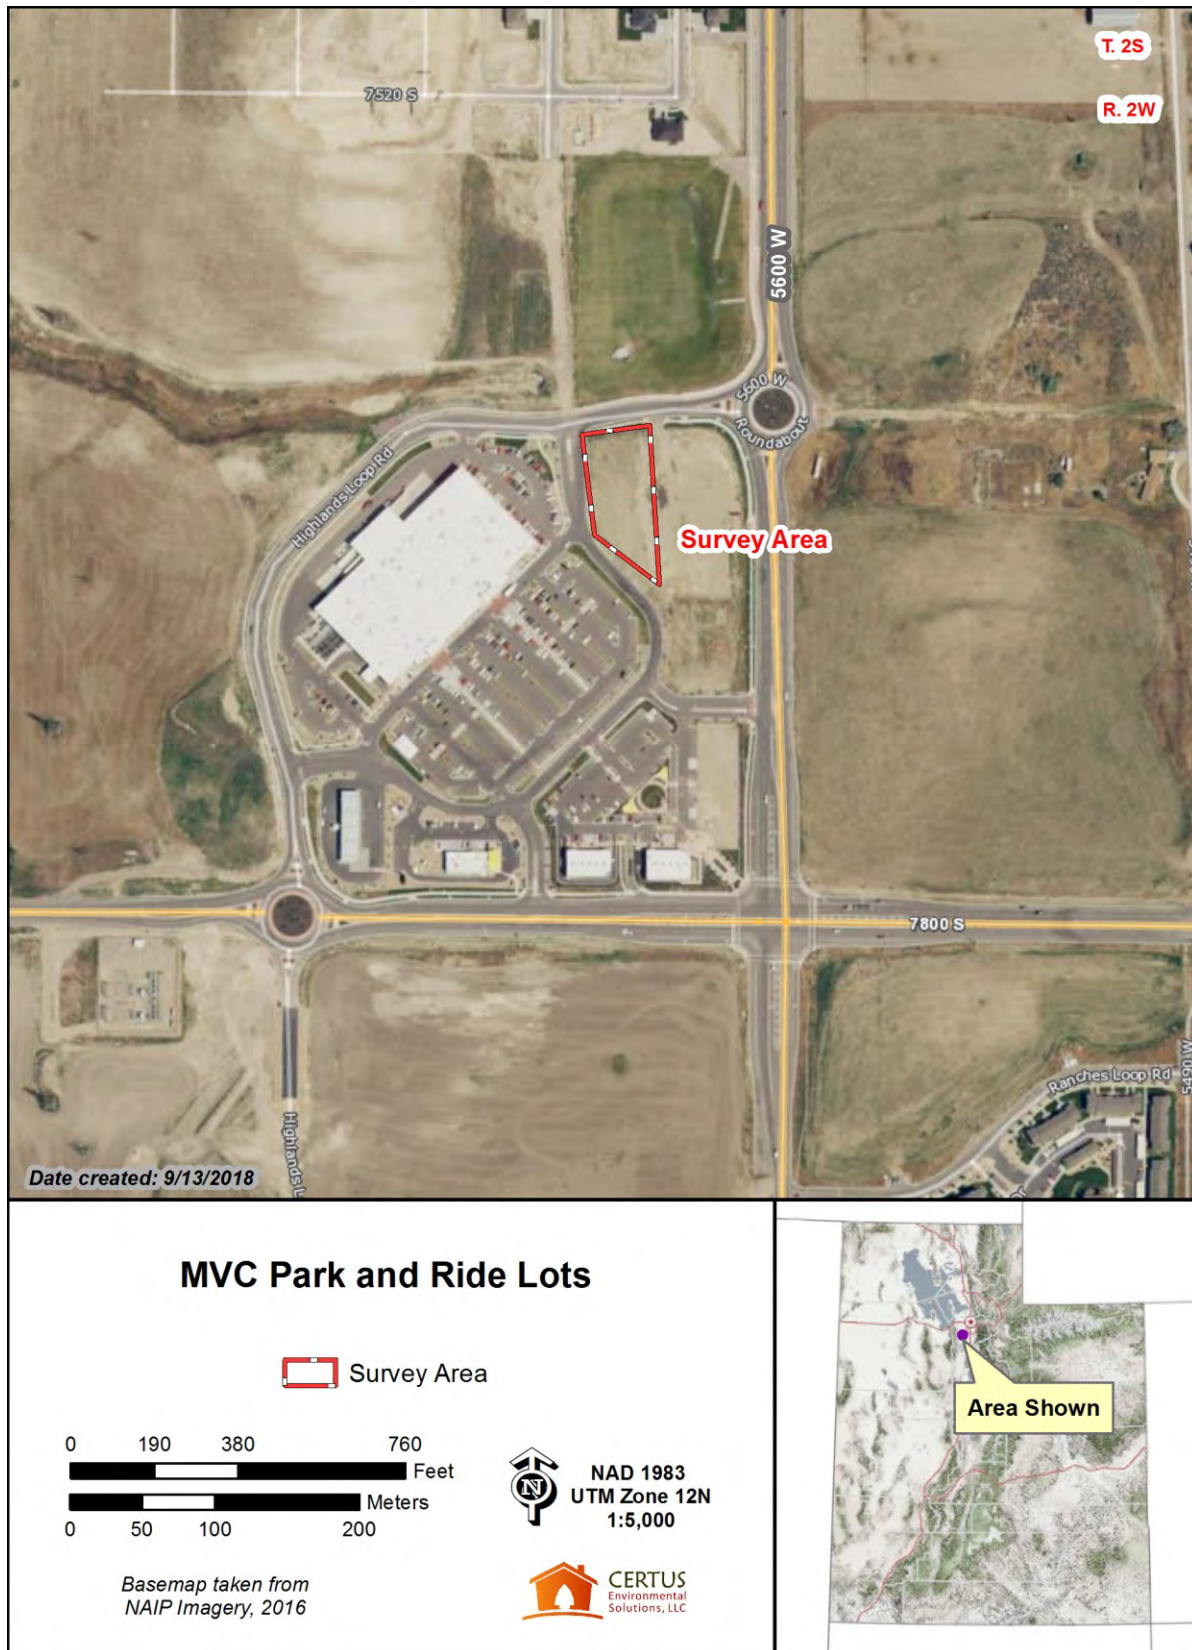 T. 2S
R. 2W
7520 S
5600 W
5600 W
Roundabout
Highlands Loop Rd
Survey Area
7800 S
Ranches Loop Rd
5490 W
Highlands L
Dr
Date created: 9/13/2018
MVC Park and Ride Lots
Survey Area
0 190 380 760
Feet
Meters
0 50 100 200
N
NAD 1983
UTM Zone 12N
1:5,000
Basemap taken from
NAIP Imagery, 2016
CERTUS
Environmental
Solutions, LLC
Area Shown